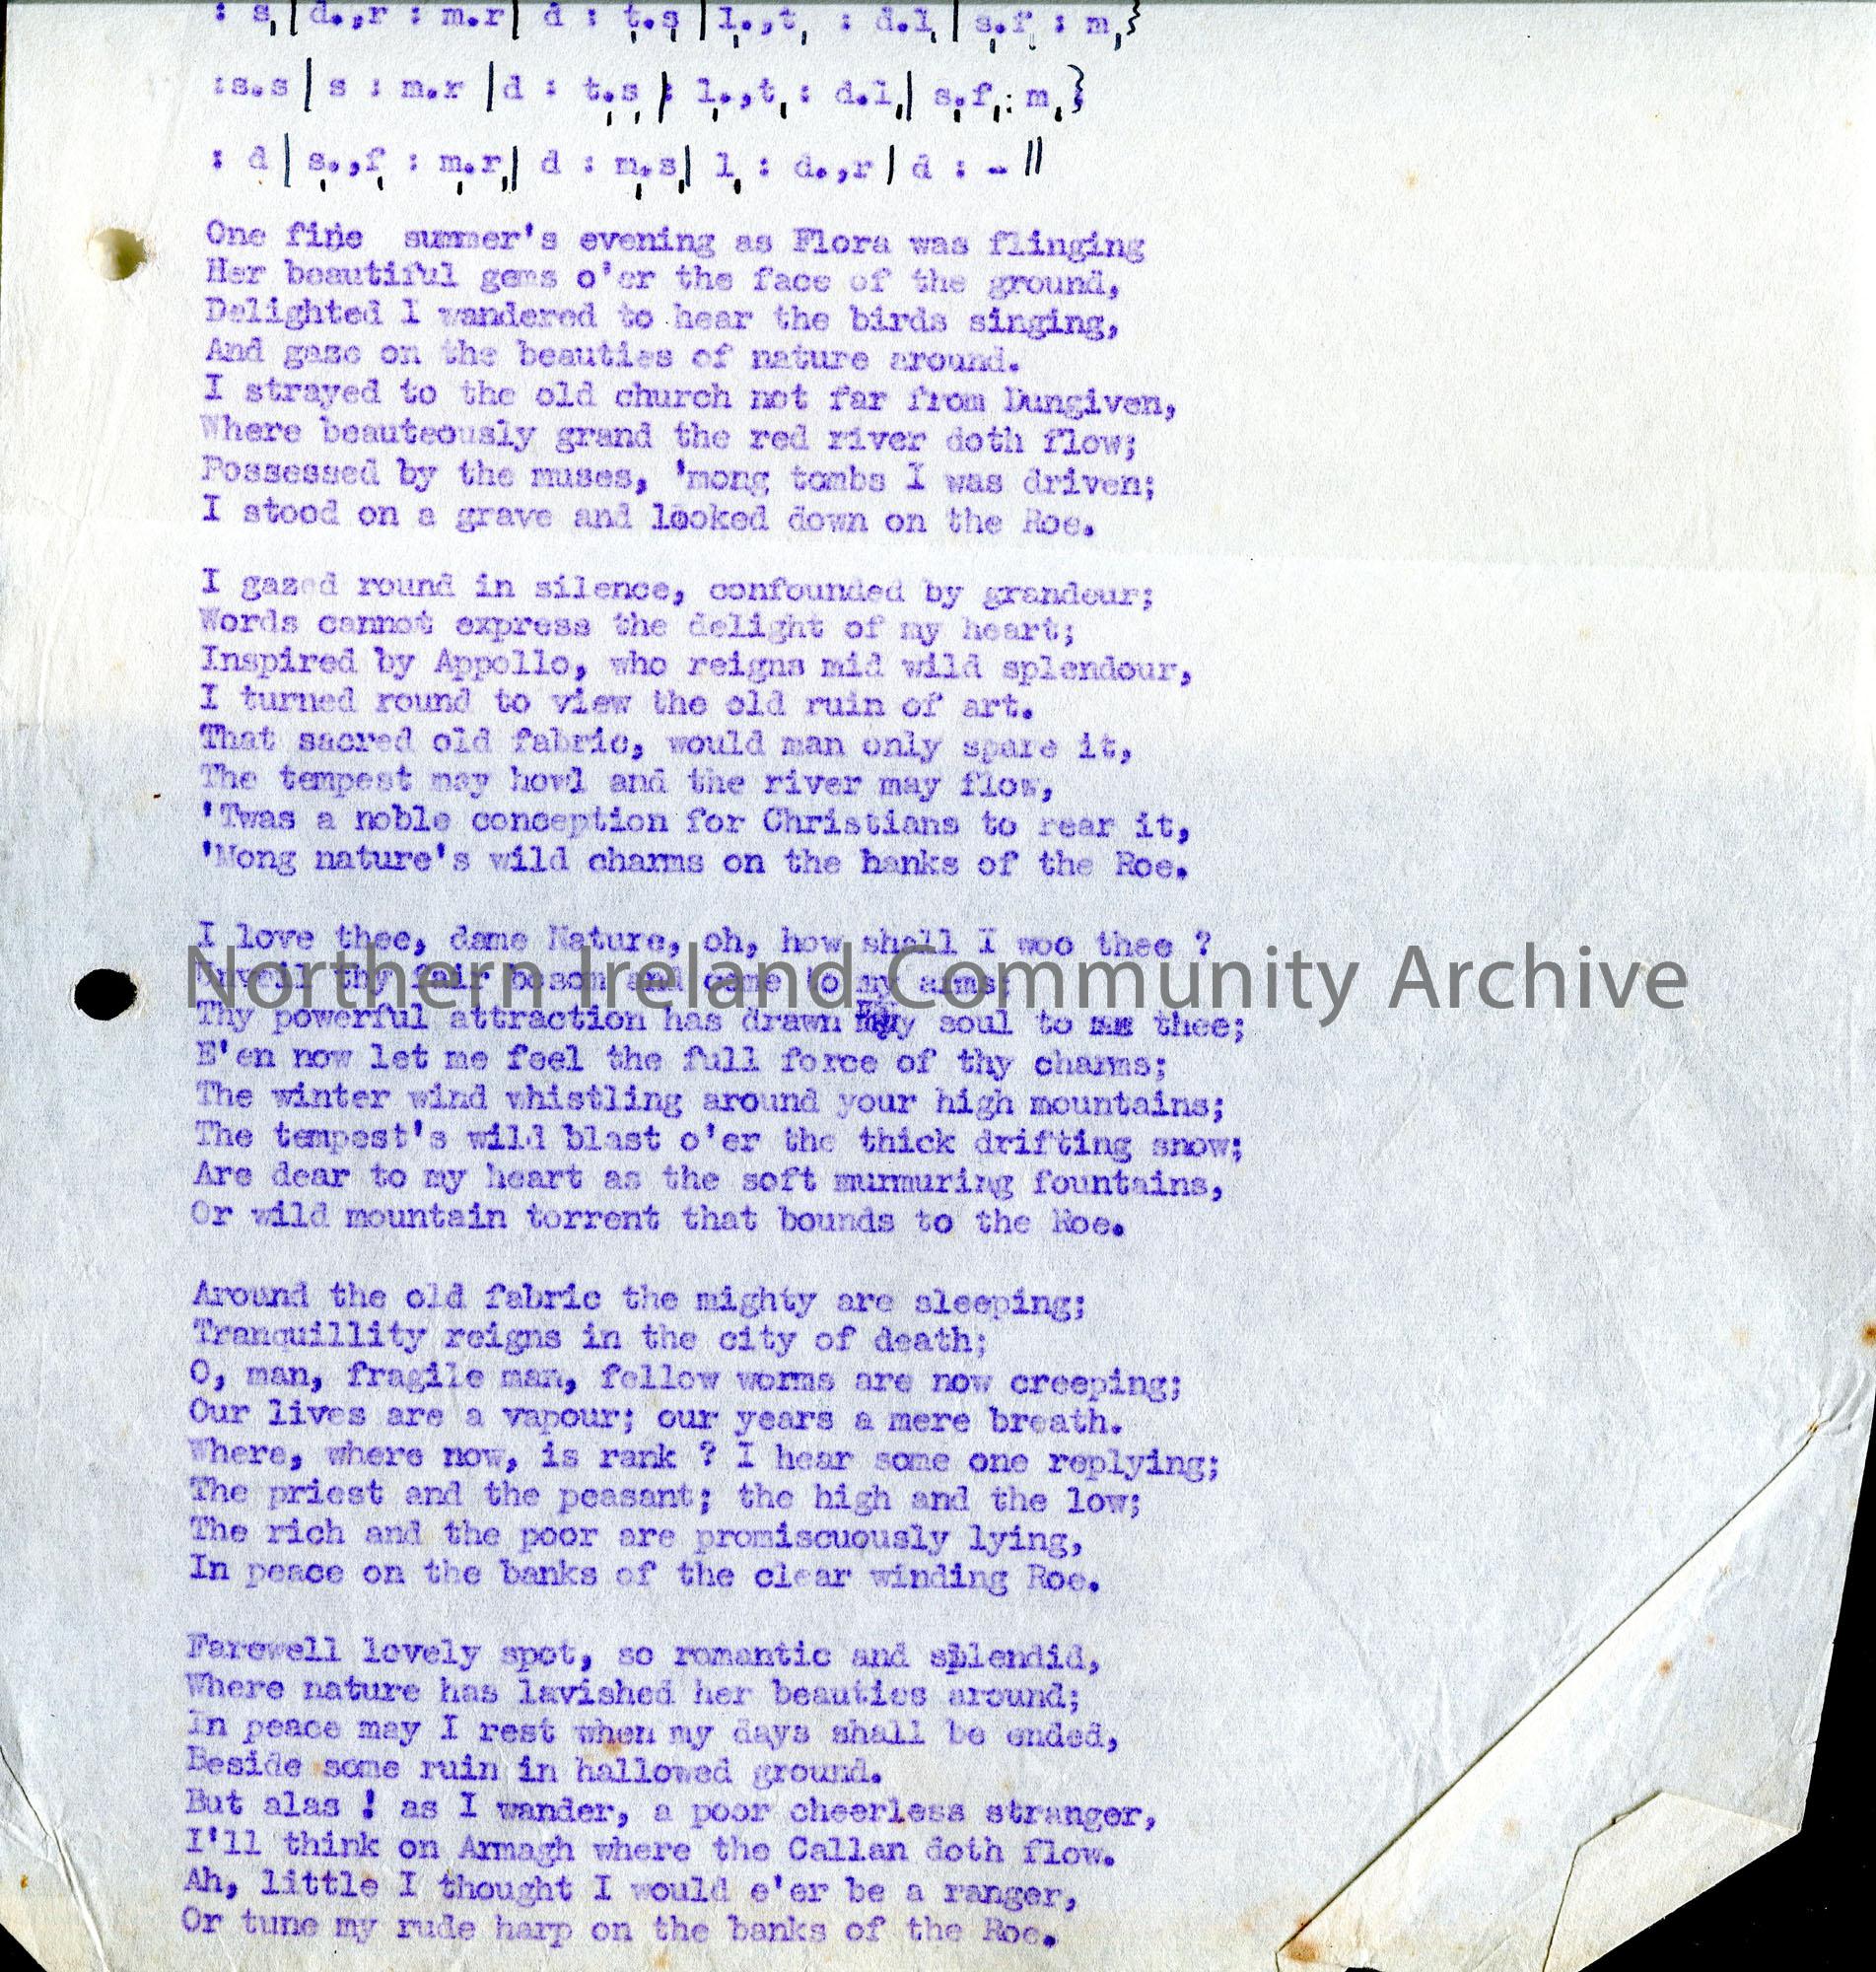 : s, | d.,r : m.r | d : t,.s, | l,.,t, : d.l, | s,.f, : m, }
:s.s | s : m.r | d : t,.s, | l,.,t, : d.l, | s,.f, : m, }
: d | s,.,f, : m,.r, | d : m,.s, | l, : d.,r | d : - ||
One fine summer's evening as Flora was flinging
Her beautiful gems o'er the face of the ground,
Delighted I wandered to hear the birds singing,
And gaze on the beauties of nature around.
I strayed to the old church not far from Dungiven,
Where beauteously grand the red river doth flow;
Possessed by the muses, 'mong tombs I was driven;
I stood on a grave and looked down on the Roe.
I gazed round in silence, confounded by grandeur;
Words cannot express the delight of my heart;
Inspired by Appollo, who reigns mid wild splendour,
I turned round to view the old ruin of art.
That sacred old fabric, would man only spare it,
The tempest may howl and the river may flow,
'Twas a noble conception for Christians to rear it,
'Mong nature's wild charms on the banks of the Roe.
I love thee, dame Nature, oh, how shall I woo thee ?
Unveil thy fair bosom and come to my arms;
Northern Ireland Community Archive
Thy powerful attraction has drawn my soul to thee;
E'en now let me feel the full force of thy charms;
The winter wind whistling around your high mountains;
The tempest's wild blast o'er the thick drifting snow;
Are dear to my heart as the soft murmuring fountains,
Or wild mountain torrent that bounds to the Roe.
Around the old fabric the mighty are sleeping;
Tranquillity reigns in the city of death;
O, man, fragile man, fellow worms are now creeping;
Our lives are a vapour; our years a mere breath.
Where, where now, is rank ? I hear some one replying;
The priest and the peasant; the high and the low;
The rich and the poor are promiscuously lying,
In peace on the banks of the clear winding Roe.
Farewell lovely spot, so romantic and splendid,
Where nature has lavished her beauties around;
In peace may I rest when my days shall be ended,
Beside some ruin in hallowed ground.
But alas ! as I wander, a poor cheerless stranger,
I'll think on Armagh where the Callan doth flow.
Ah, little I thought I would e'er be a ranger,
Or tune my rude harp on the banks of the Roe.